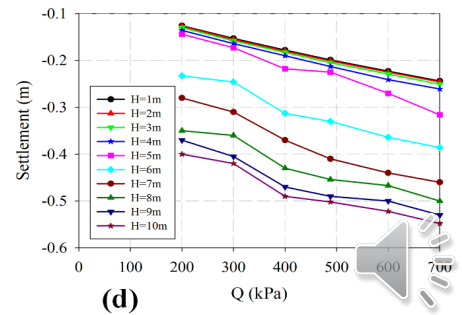 -0.1
-0.2
-0.3
-0.4
-0.5
-0.6
Settlement (m)
H=1m
H=2m
H=3m
H=4m
H=5m
H=6m
H=7m
H=8m
H=9m
H=10m
0 100 200 300 400 500 600 700
(d)
Q (kPa)